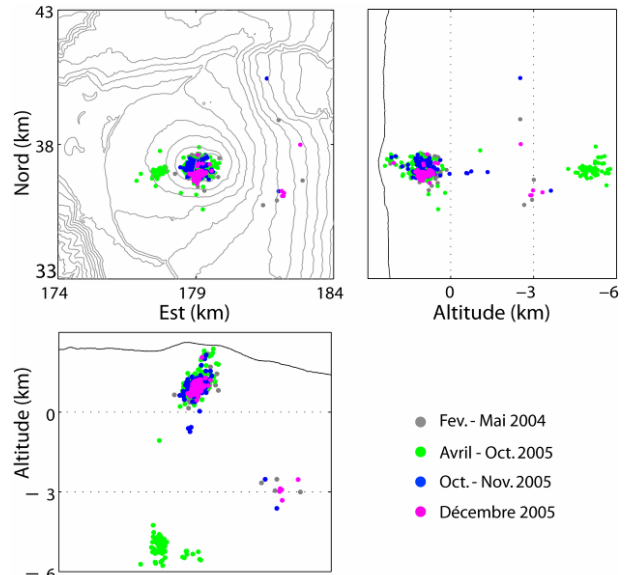 43
38
33
Nord (km)
174
179
184
Est (km)
0
−3
−6
Altitude (km)
Altitude (km)
0
− 3
−6
Fev. - Mai 2004
Avril - Oct. 2005
Oct. - Nov. 2005
Décembre 2005